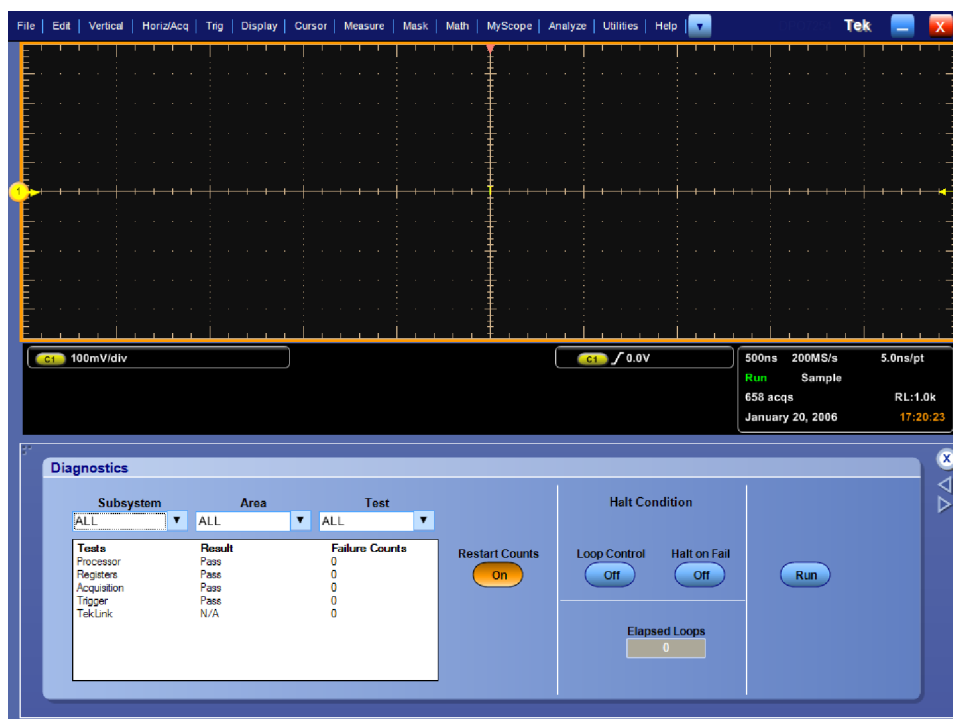 File | Edit | Vertical | Horiz/Acq | Trig | Display | Cursor | Measure | Mask | Math | MyScope | Analyze | Utilities | Help | Tek X
1
C1 100mV/div
C1 0.0V
500ns 200MS/s 5.0ns/pt
Run Sample
658 acqs RL:1.0k
January 20, 2006 17:20:23
X
Diagnostics
Subsystem Area Test
ALL ALL ALL
Tests Result Failure Counts
Processor Pass 0
Registers Pass 0
Acquisition Pass 0
Trigger Pass 0
TekLink N/A 0
Restart Counts
On
Halt Condition
Loop Control Halt on Fail
Off Off
Elapsed Loops
0
Run